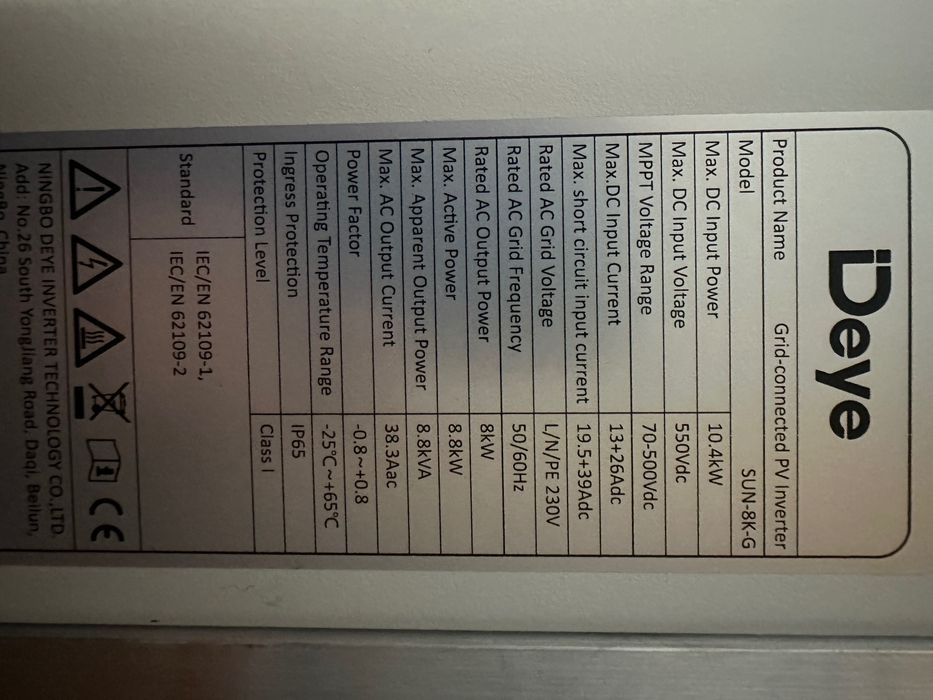 Deye
Product Name Grid-connected PV Inverter
Model SUN-8K-G
Max. DC Input Power 10.4kW
Max. DC Input Voltage 550Vdc
MPPT Voltage Range 70-500Vdc
Max.DC Input Current 13+26Adc
Max. short circuit input current 19.5+39Adc
Rated AC Grid Voltage L/N/PE 230V
Rated AC Grid Frequency 50/60Hz
Rated AC Output Power 8kW
Max. Active Power 8.8kW
Max. Apparent Output Power 8.8kVA
Max. AC Output Current 38.3Aac
Power Factor -0.8~+0.8
Operating Temperature Range -25℃~+65℃
Ingress Protection IP65
Protection Level Class I
Standard IEC/EN 62109-1,
IEC/EN 62109-2
CE
NINGBO DEYE INVERTER TECHNOLOGY CO.,LTD.
Add: No.26 South YongJiang Road, Daqi, Beilun,
NingBo, China